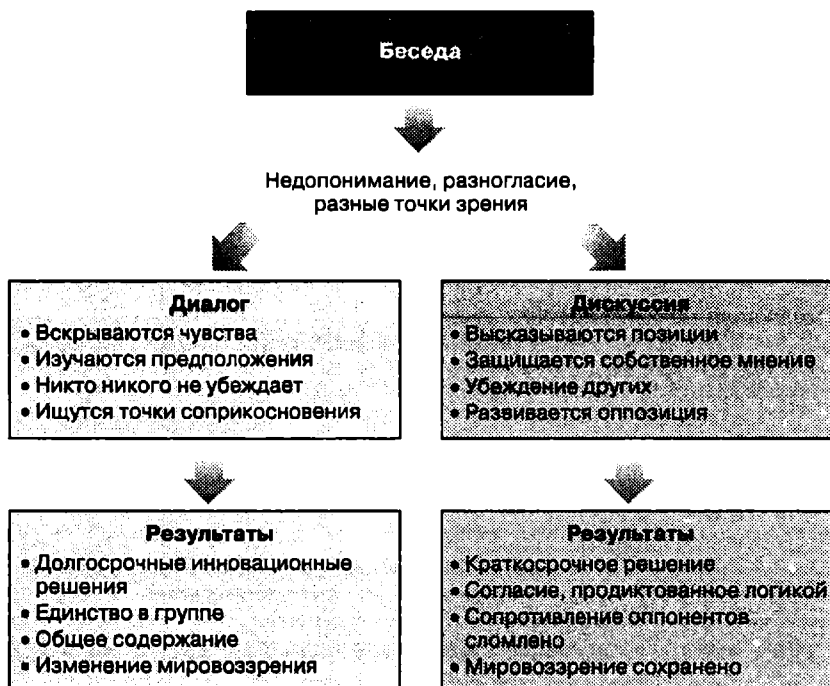 Беседа
Недопонимание, разногласие,
разные точки зрения
Диалог
• Вскрываются чувства
• Изучаются предположения
• Никто никого не убеждает
• Ищутся точки соприкосновения
Дискуссия
• Высказываются позиции
• Защищается собственное мнение
• Убеждение других
• Развивается оппозиция
Результаты
• Долгосрочные инновационные
решения
• Единство в группе
• Общее содержание
• Изменение мировоззрения
Результаты
• Краткосрочное решение
• Согласие, продиктованное логикой
• Сопротивление оппонентов
сломлено
• Мировоззрение сохранено